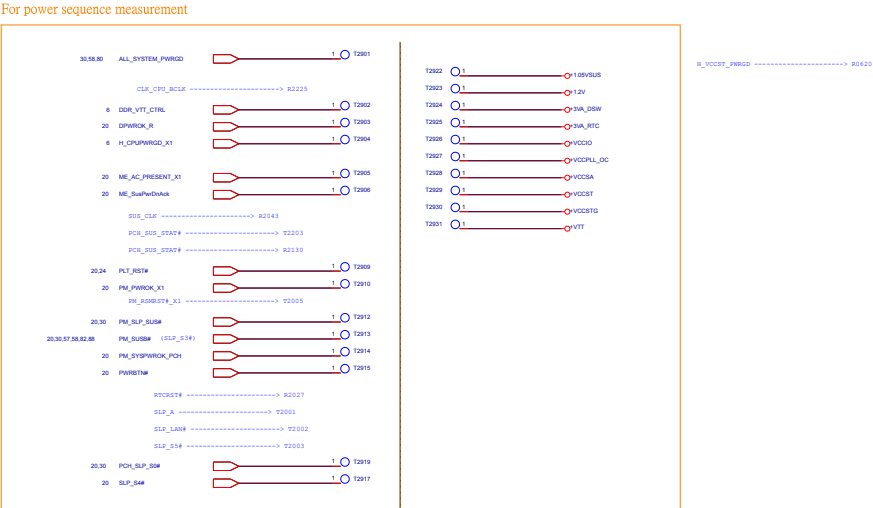 For power sequence measurement
30,58,80 ALL_SYSTEM_PWRGD 1 T2901
CLK_CPU_BCLK ----------------------> R2225
6 DDR_VTT_CTRL 1 T2902
20 DPWROK_R 1 T2903
6 H_CPUPWRGD_X1 1 T2904
20 ME_AC_PRESENT_X1 1 T2905
20 ME_SusPwrDnAck 1 T2906
SUS_CLK ----------------------> R2043
PCH_SUS_STAT# ----------------------> T2203
PCH_SUS_STAT# ----------------------> R2130
20,24 PLT_RST# 1 T2909
20 PM_PWROK_X1 1 T2910
PM_RSMRST#_X1 ----------------------> T2005
20,30 PM_SLP_SUS# 1 T2912
20,30,57,58,82,88 PM_SUSB# (SLP_S3#) 1 T2913
20 PM_SYSPWROK_PCH 1 T2914
20 PWRBTN# 1 T2915
RTCRST# ----------------------> R2027
SLP_A ----------------------> T2001
SLP_LAN# ----------------------> T2002
SLP_S5# ----------------------> T2003
20,30 PCH_SLP_S0# 1 T2919
20 SLP_S4# 1 T2917
T2922 1 +1.05VSUS
T2923 1 +1.2V
T2924 1 +3VA_DSW
T2925 1 +3VA_RTC
T2926 1 +VCCIO
T2927 1 +VCCPLL_OC
T2928 1 +VCCSA
T2929 1 +VCCST
T2930 1 +VCCSTG
T2931 1 +VTT
H_VCCST_PWRGD ----------------------> R0620